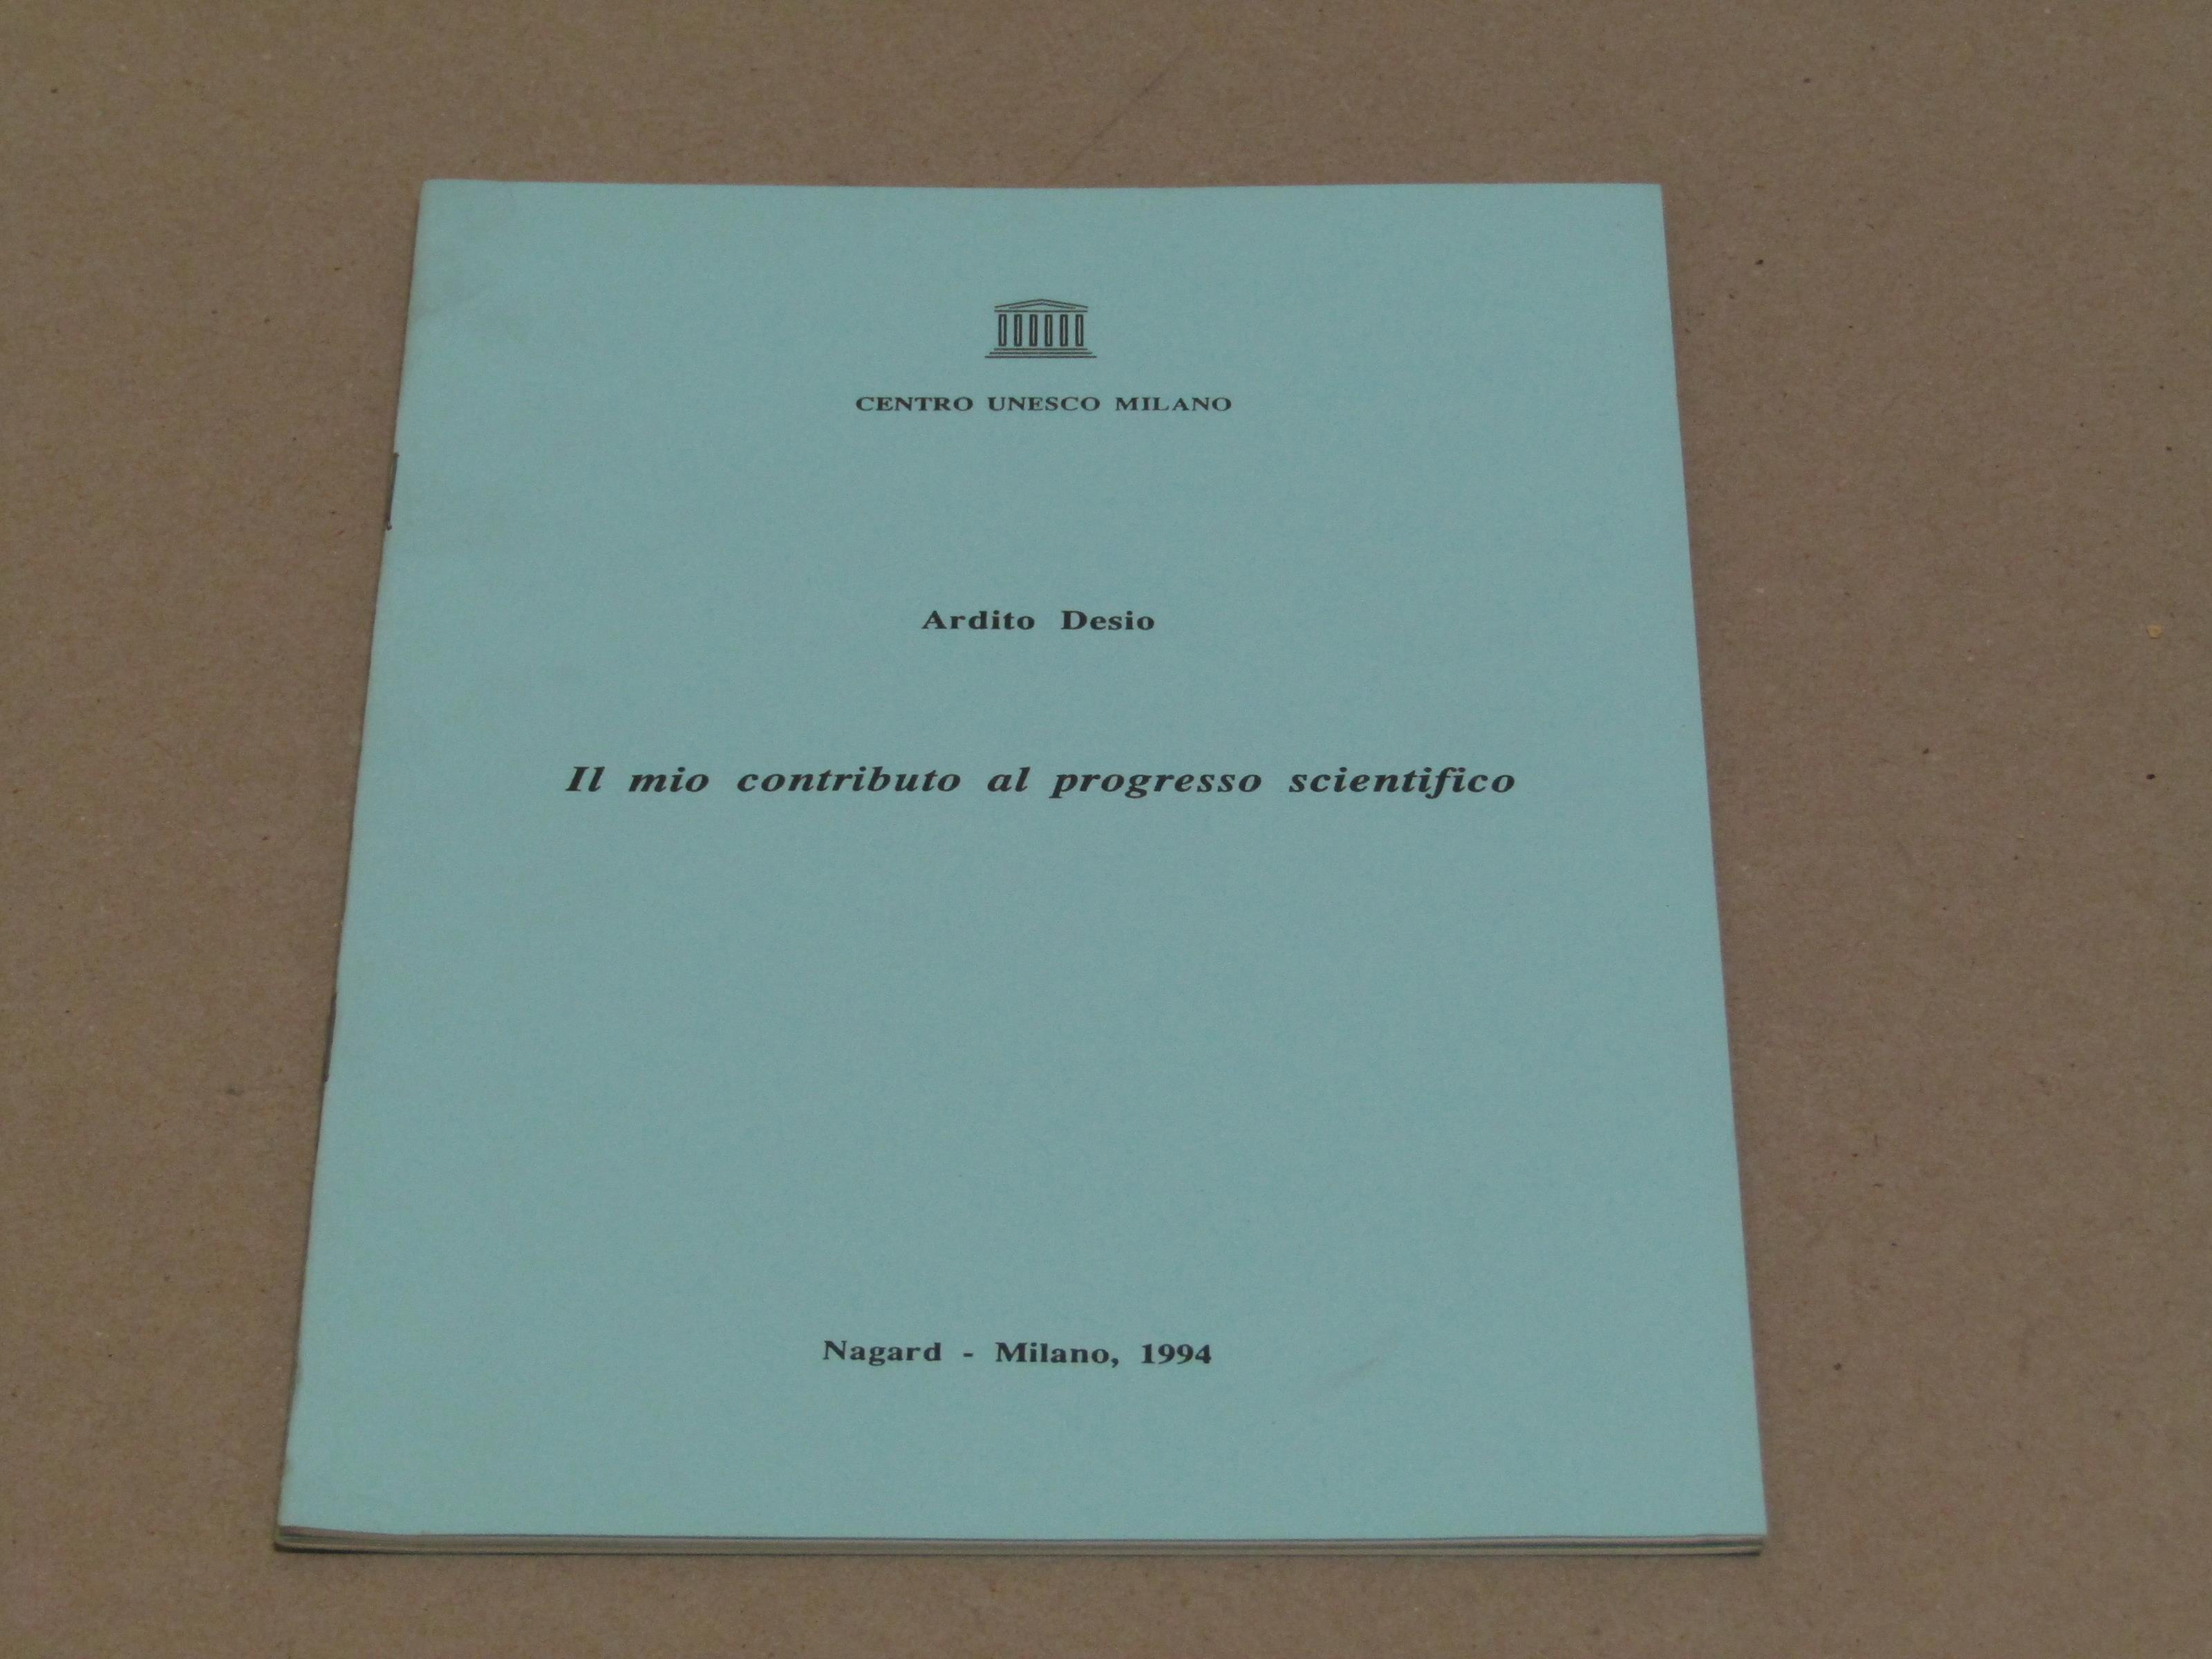 CENTRO UNESCO MILANO
Ardito Desio
Il mio contributo al progresso scientifico
Nagard - Milano, 1994